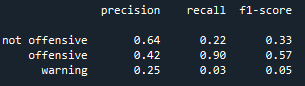 precision recall f1-score
not offensive 0.64 0.22 0.33
offensive 0.42 0.90 0.57
warning 0.25 0.03 0.05